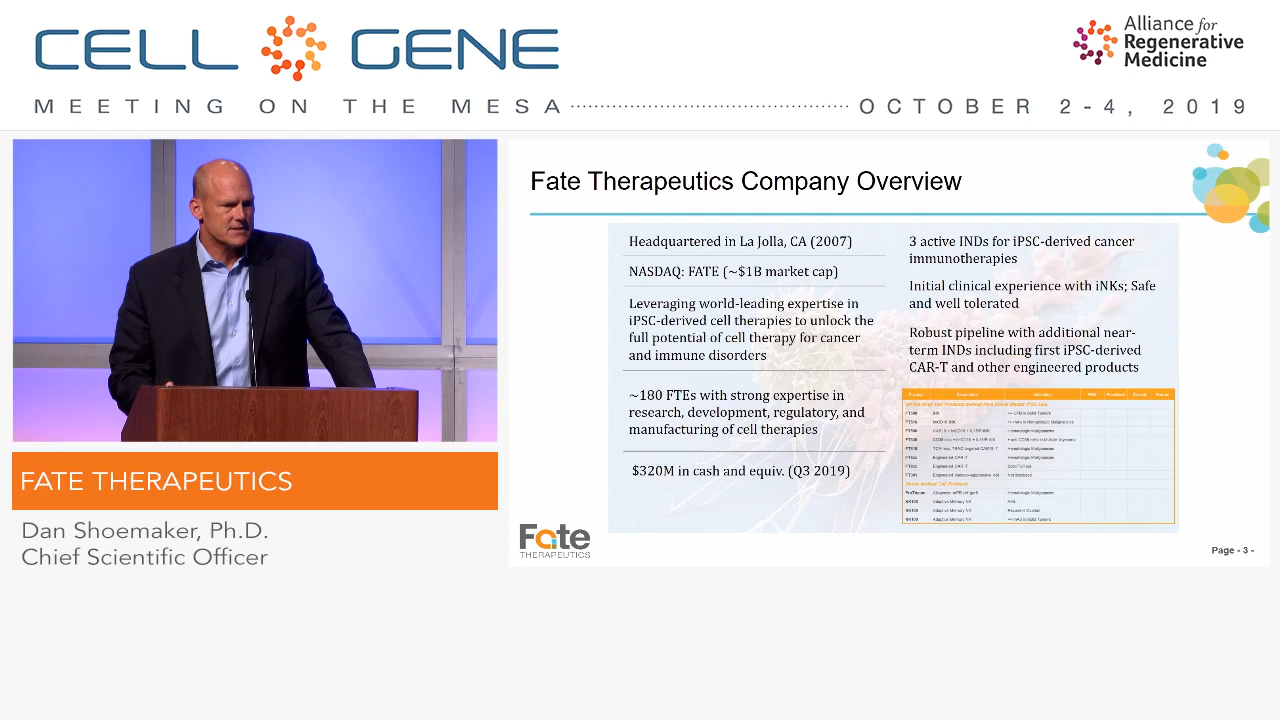 CELL GENE
Alliance for
Regenerative
Medicine
MEETING ON THE MESA OCTOBER 2-4, 2019
FATE THERAPEUTICS
Dan Shoemaker, Ph.D.
Chief Scientific Officer
Fate Therapeutics Company Overview
Headquartered in La Jolla, CA (2007)
NASDAQ: FATE (~$1B market cap)
Leveraging world-leading expertise in
iPSC-derived cell therapies to unlock the
full potential of cell therapy for cancer
and immune disorders
~180 FTEs with strong expertise in
research, development, regulatory, and
manufacturing of cell therapies
$320M in cash and equiv. (Q3 2019)
3 active INDs for iPSC-derived cancer
immunotherapies
Initial clinical experience with iNKs; Safe
and well tolerated
Robust pipeline with additional near-
term INDs including first iPSC-derived
CAR-T and other engineered products
Fate
THERAPEUTICS
Page - 3 -